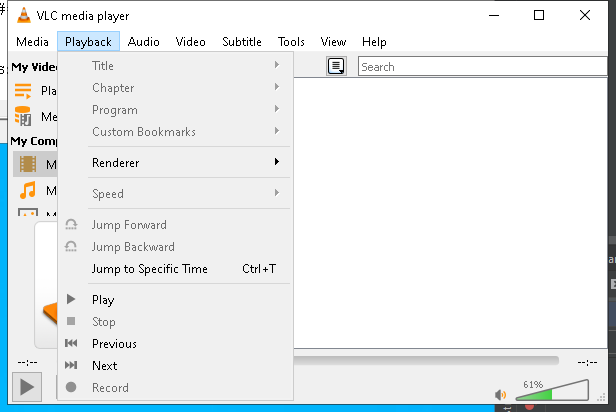 VLC media player
Media Playback Audio Video Subtitle Tools View Help
My Vide
Title
Search
Pla
Chapter
Me
Program
Custom Bookmarks
My Comp
M
Renderer
M
Speed
Jump Forward
Jump Backward
Jump to Specific Time Ctrl+T
Play
Stop
Previous
--:--
--:--
Next
Record
61%